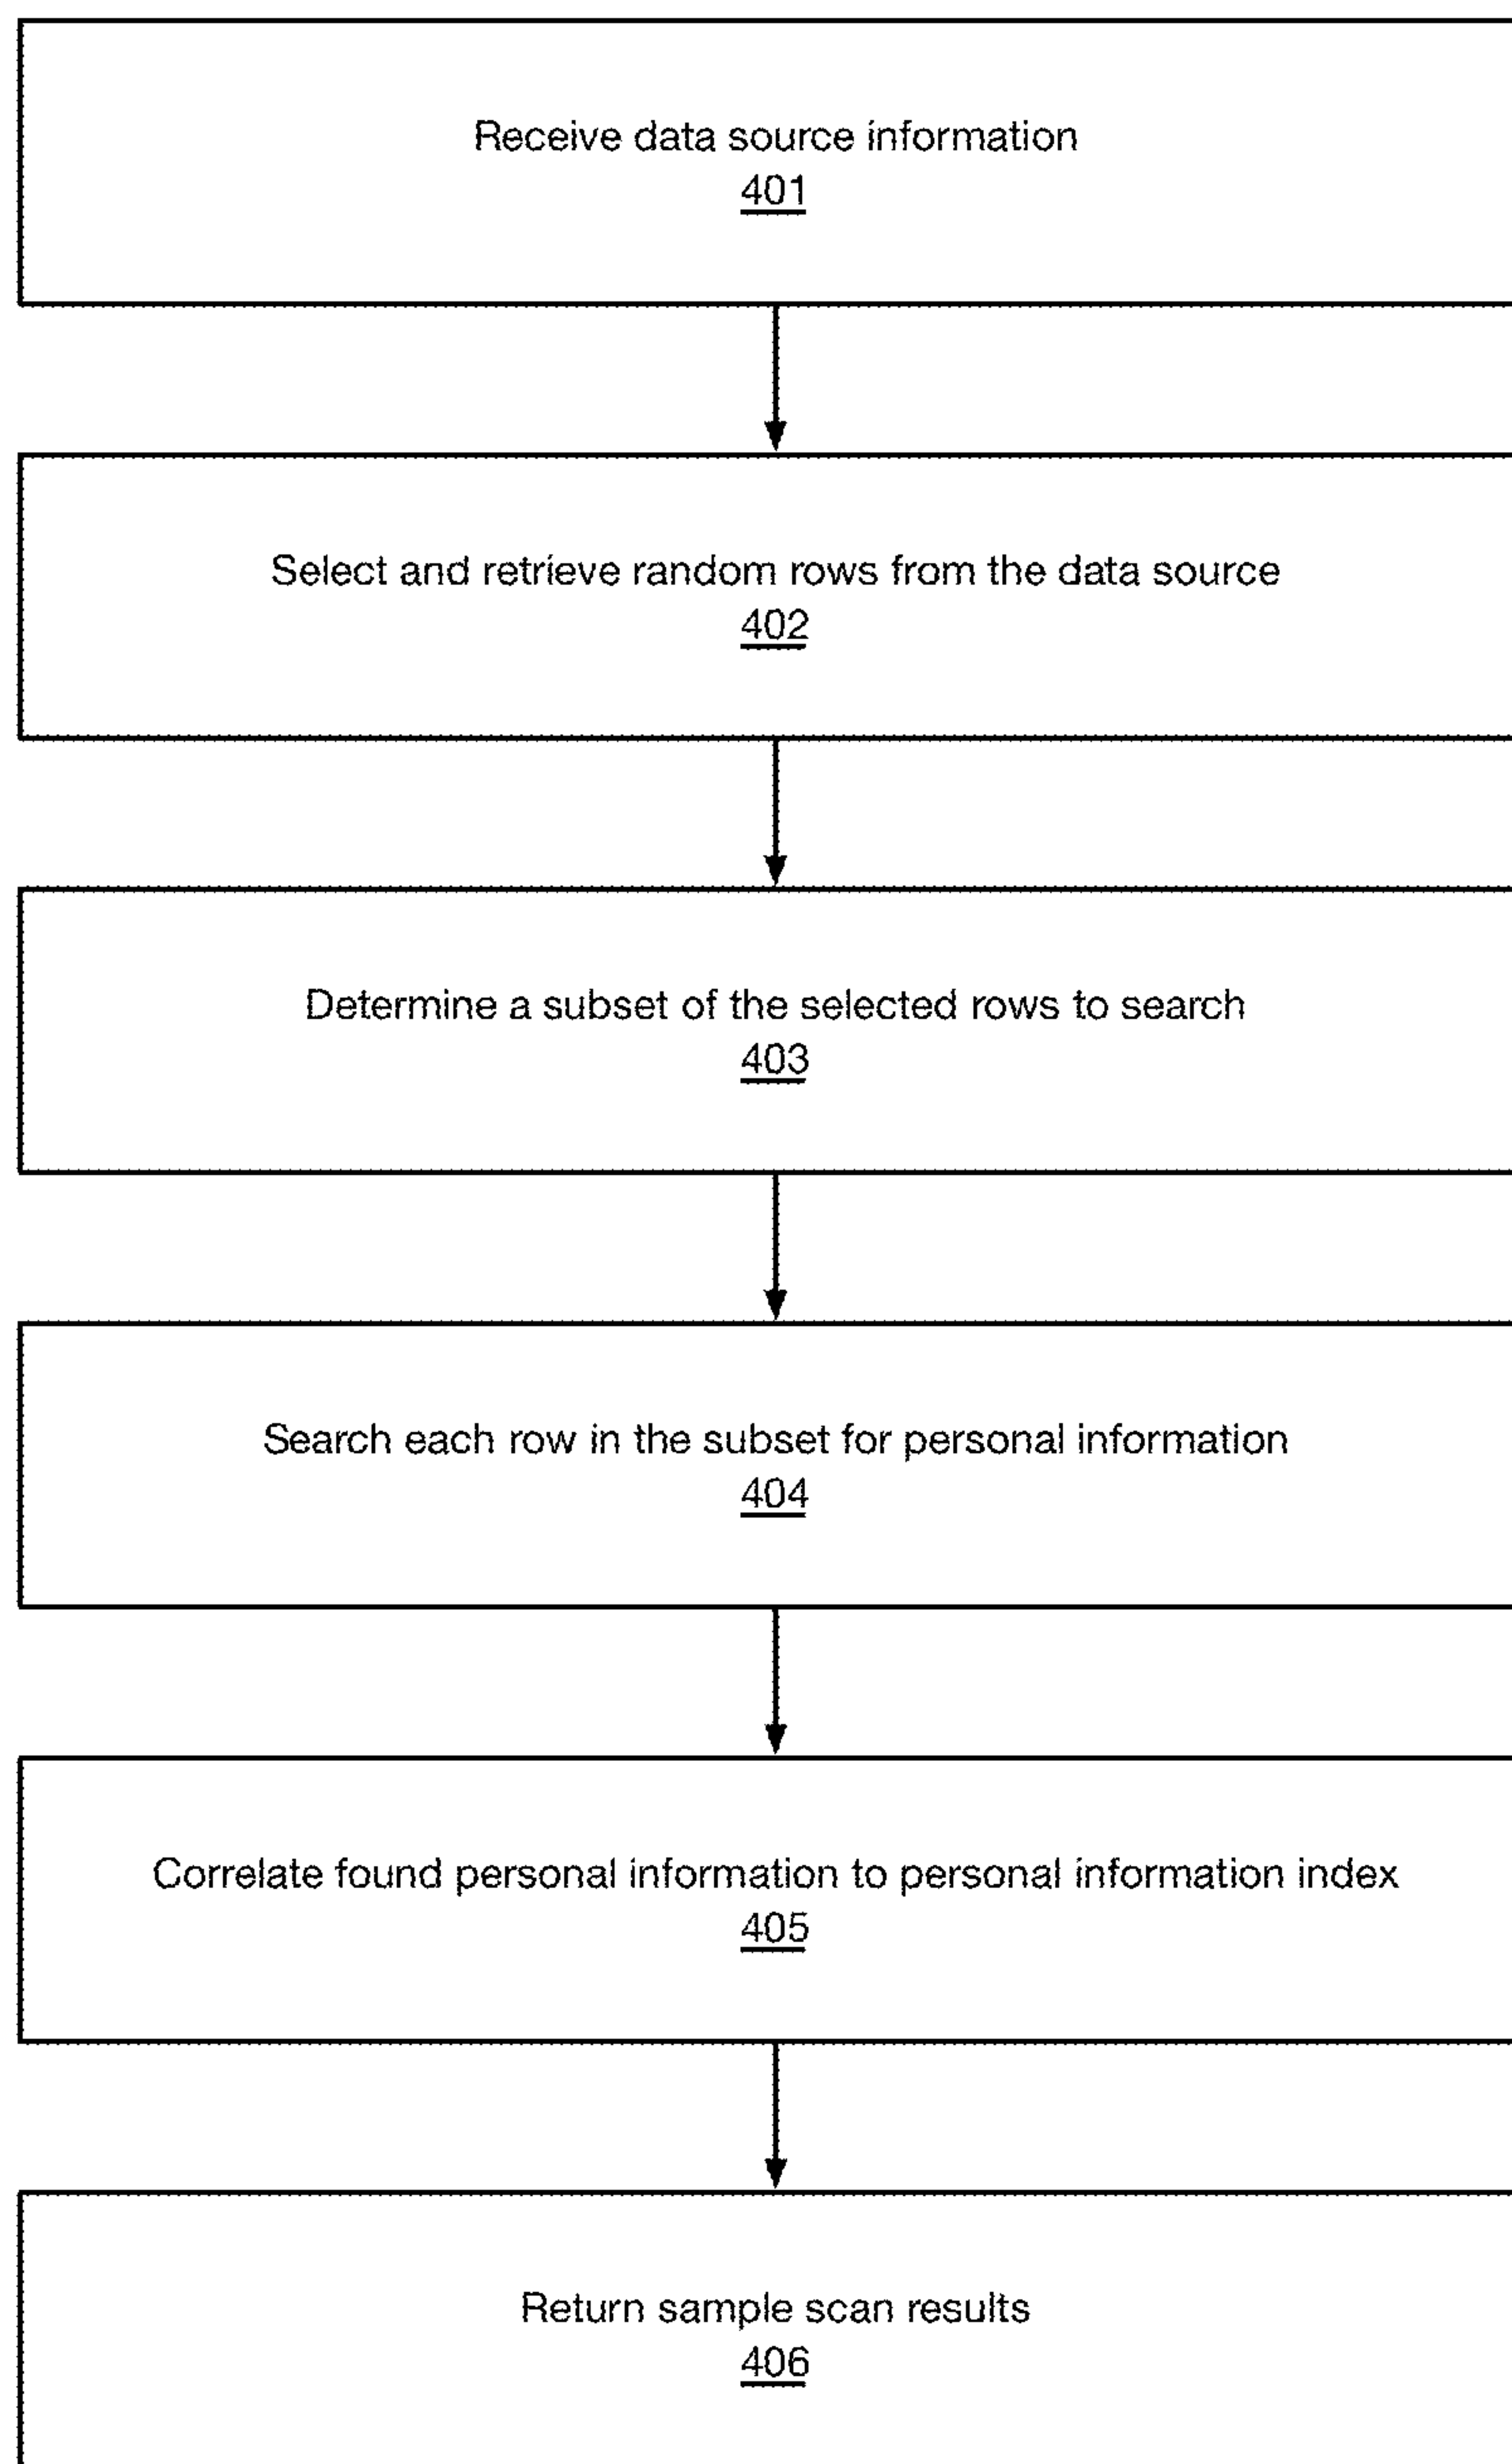 Receive data source information
401
Select and retrieve random rows from the data source
402
Determine a subset of the selected rows to search
403
Search each row in the subset for personal information
404
Correlate found personal information to personal information index
405
Return sample scan results
406